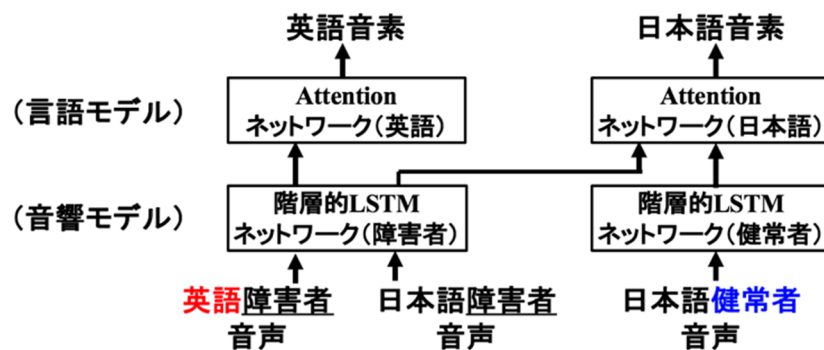 英語音素
日本語音素
(言語モデル)
Attention
ネットワーク(英語)
Attention
ネットワーク(日本語)
(音響モデル)
階層的LSTM
ネットワーク(障害者)
階層的LSTM
ネットワーク(健常者)
英語障害者
音声
日本語障害者
音声
日本語健常者
音声